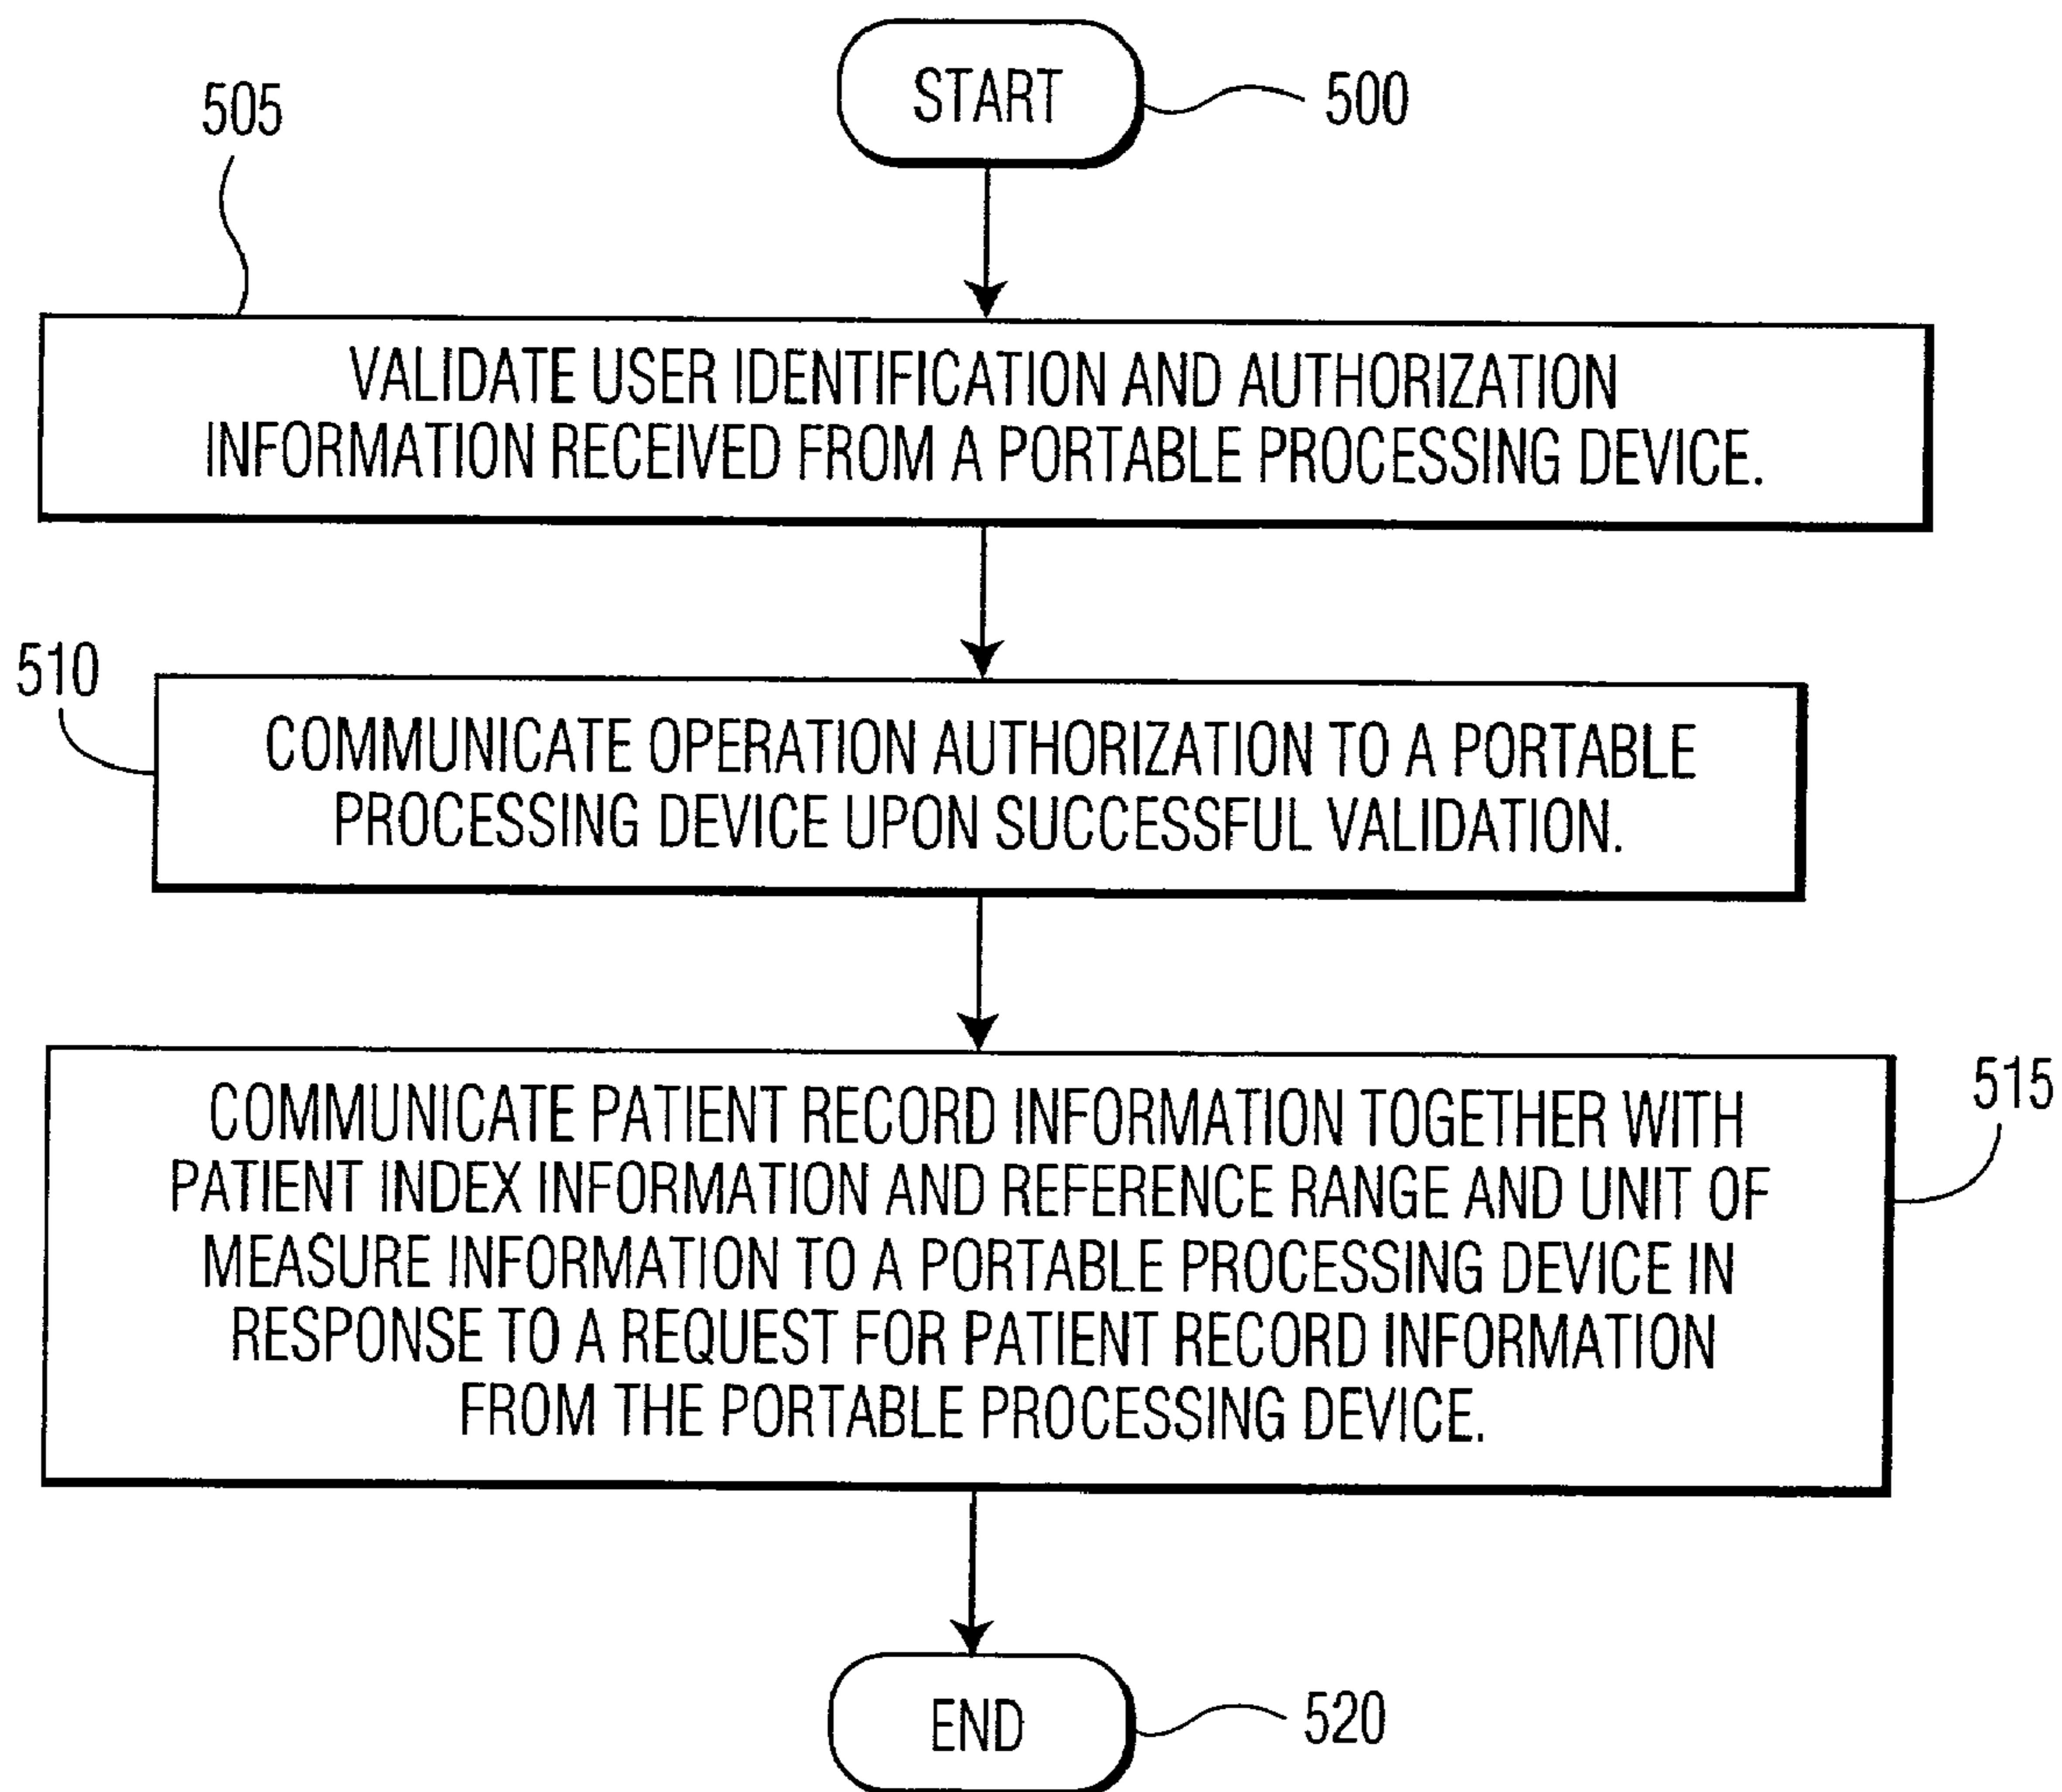 START
500
505
VALIDATE USER IDENTIFICATION AND AUTHORIZATION
INFORMATION RECEIVED FROM A PORTABLE PROCESSING DEVICE.
510
COMMUNICATE OPERATION AUTHORIZATION TO A PORTABLE
PROCESSING DEVICE UPON SUCCESSFUL VALIDATION.
515
COMMUNICATE PATIENT RECORD INFORMATION TOGETHER WITH
PATIENT INDEX INFORMATION AND REFERENCE RANGE AND UNIT OF
MEASURE INFORMATION TO A PORTABLE PROCESSING DEVICE IN
RESPONSE TO A REQUEST FOR PATIENT RECORD INFORMATION
FROM THE PORTABLE PROCESSING DEVICE.
END
520